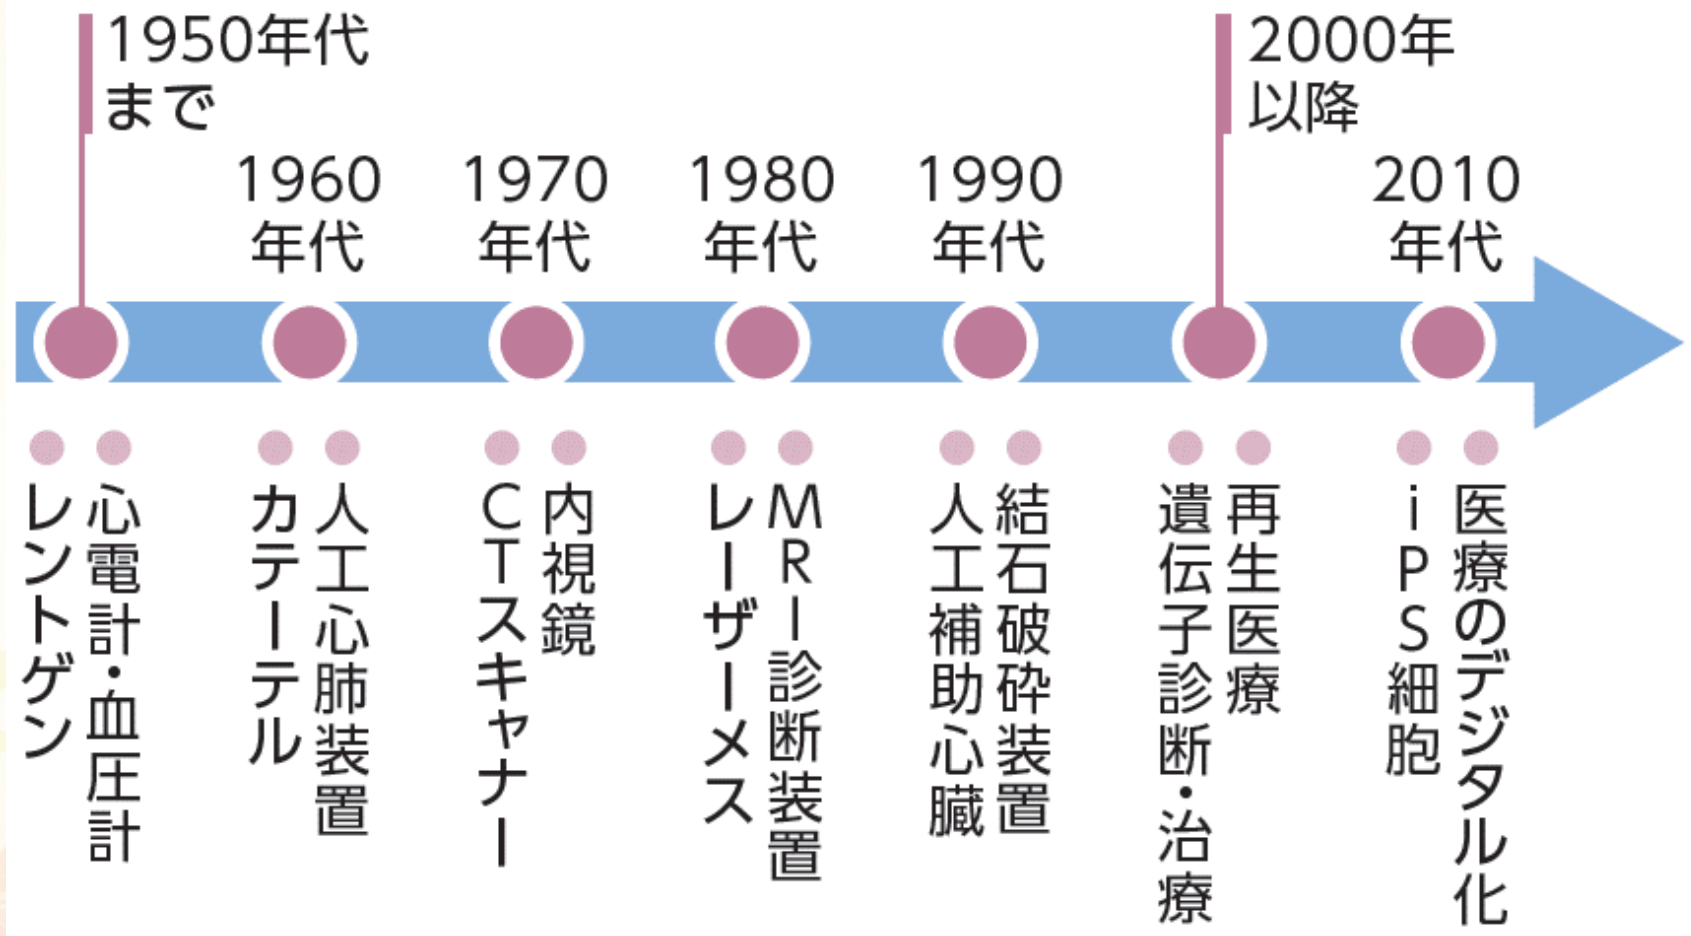 1950年代
まで
心電計・血圧計
レントゲン
1960
年代
人工心肺装置
カテーテル
1970
年代
内視鏡
CTスキャナー
1980
年代
MRI診断装置
レーザーメス
1990
年代
結石破砕装置
人工補助心臓
2000年
以降
再生医療
遺伝子診断・治療
2010
年代
医療のデジタル化
iPS細胞